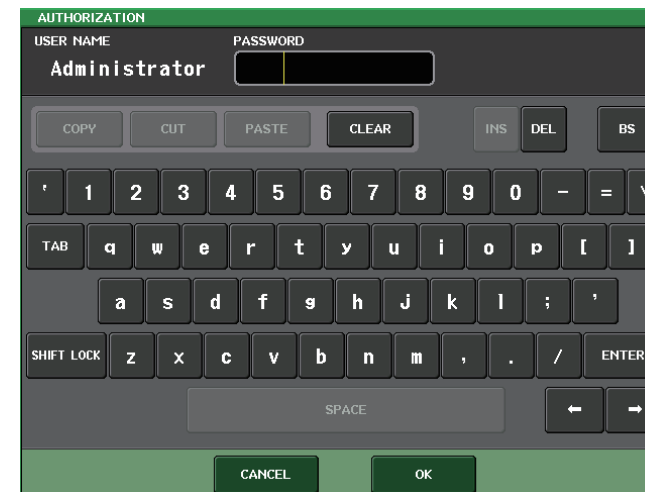 AUTHORIZATION
USER NAME PASSWORD
Administrator
COPY CUT PASTE CLEAR INS DEL BS
' 1 2 3 4 5 6 7 8 9 0 - = \
TAB q w e r t y u i o p [ ]
a s d f g h j k l ; '
SHIFT LOCK z x c v b n m , . / ENTER
SPACE ← →
CANCEL OK